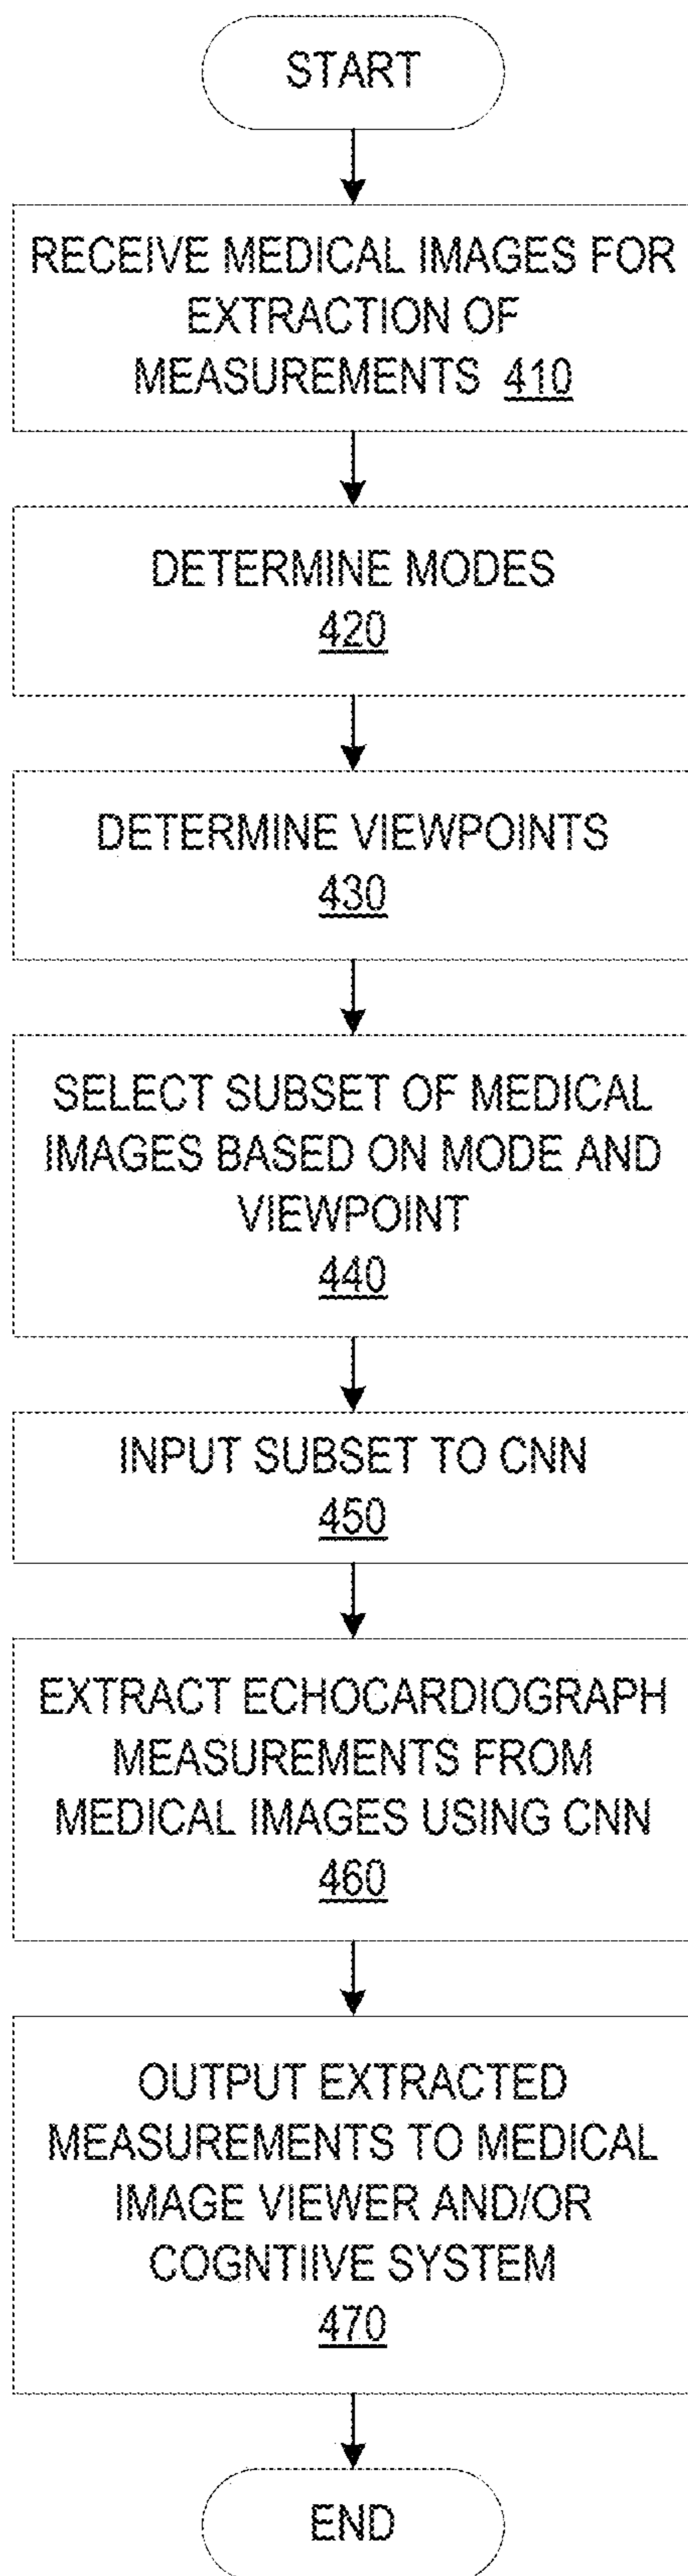 START
RECEIVE MEDICAL IMAGES FOR
EXTRACTION OF
MEASUREMENTS 410
DETERMINE MODES
420
DETERMINE VIEWPOINTS
430
SELECT SUBSET OF MEDICAL
IMAGES BASED ON MODE AND
VIEWPOINT
440
INPUT SUBSET TO CNN
450
EXTRACT ECHOCARDIOGRAPH
MEASUREMENTS FROM
MEDICAL IMAGES USING CNN
460
OUTPUT EXTRACTED
MEASUREMENTS TO MEDICAL
IMAGE VIEWER AND/OR
COGNTIIVE SYSTEM
470
END